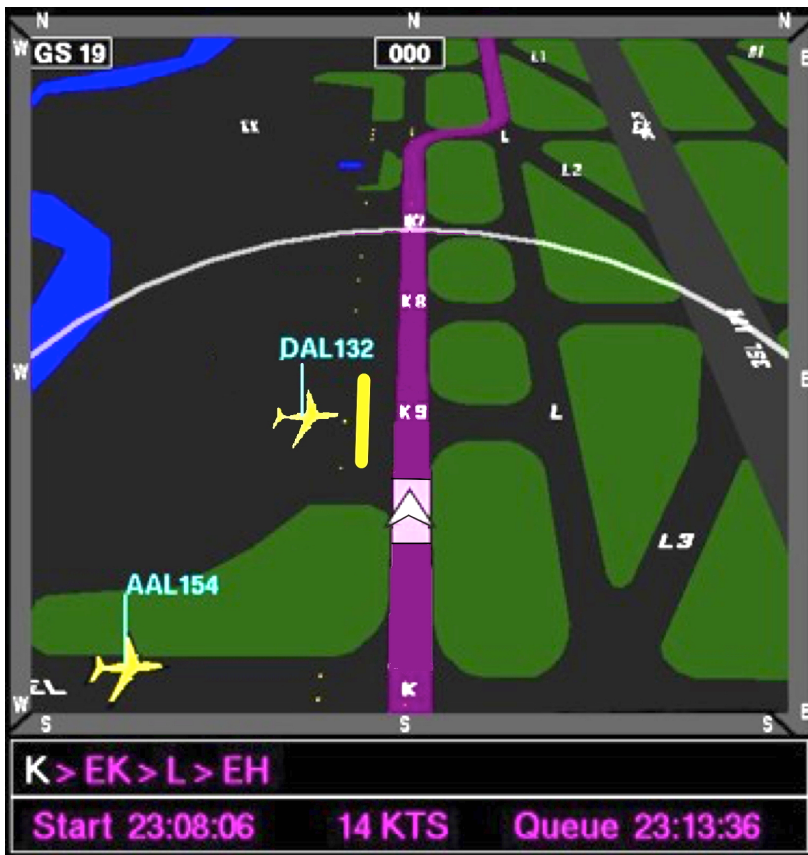 N N N
W GS 19 000 E
L1
EK
L
L2
K7
K8
DAL132
W E
K9 L
L3
AAL154
K
W E
S S S
K > EK > L > EH
Start 23:08:06 14 KTS Queue 23:13:36